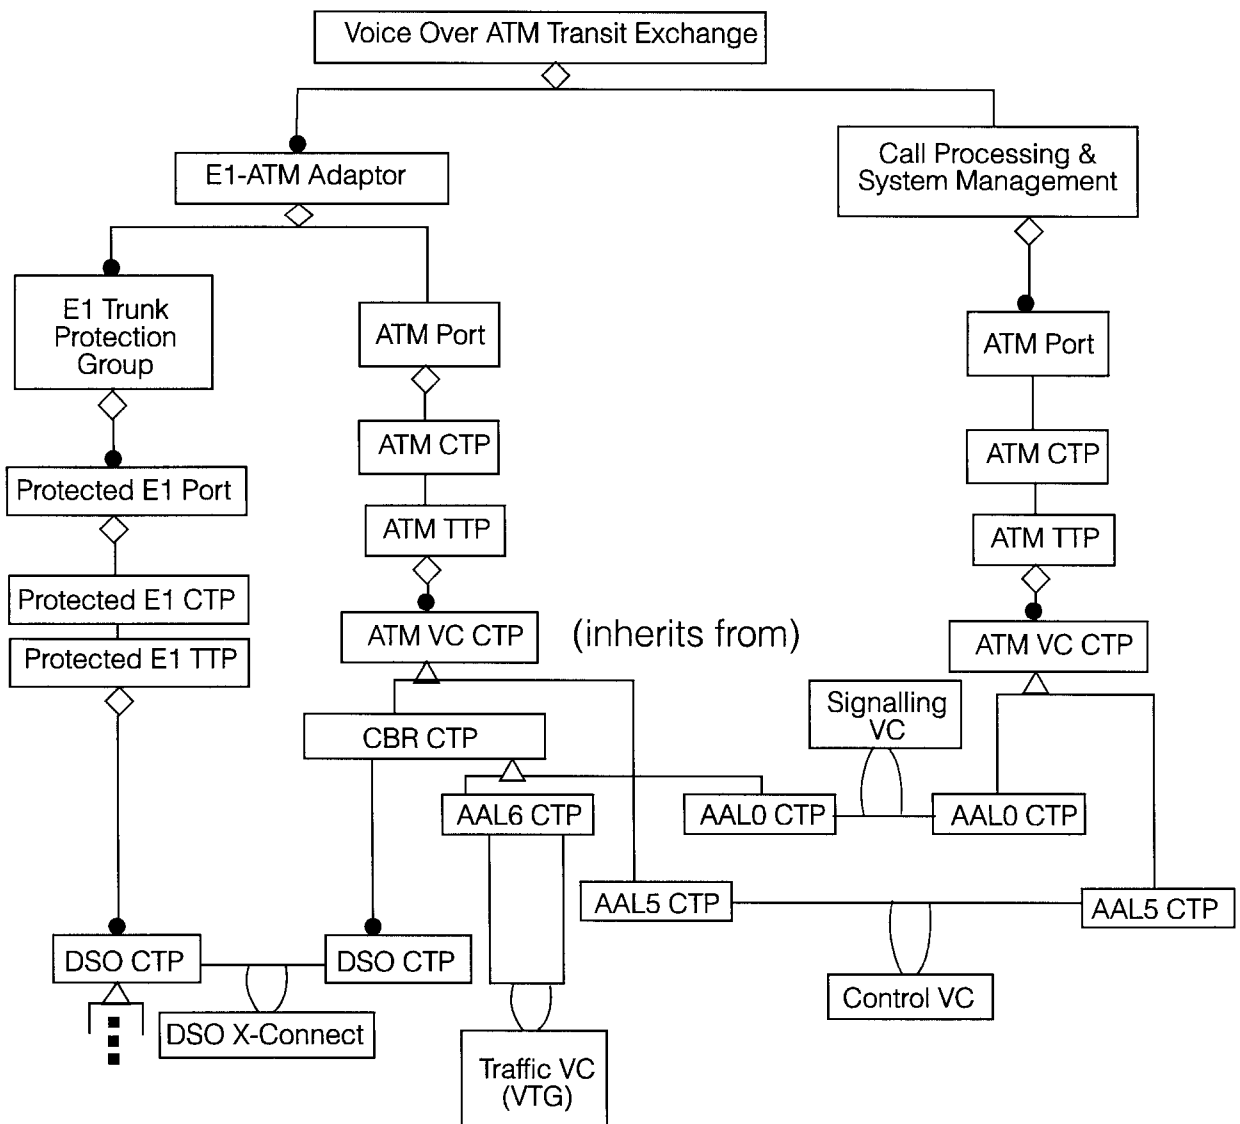 Voice Over ATM Transit Exchange
E1-ATM Adaptor
Call Processing &
System Management
E1 Trunk
Protection
Group
ATM Port
ATM Port
ATM CTP
ATM CTP
Protected E1 Port
ATM TTP
ATM TTP
Protected E1 CTP
ATM VC CTP
(inherits from)
ATM VC CTP
Protected E1 TTP
Signalling
VC
CBR CTP
AAL6 CTP
AAL0 CTP
AAL0 CTP
AAL5 CTP
AAL5 CTP
DSO CTP
DSO CTP
Control VC
DSO X-Connect
Traffic VC
(VTG)